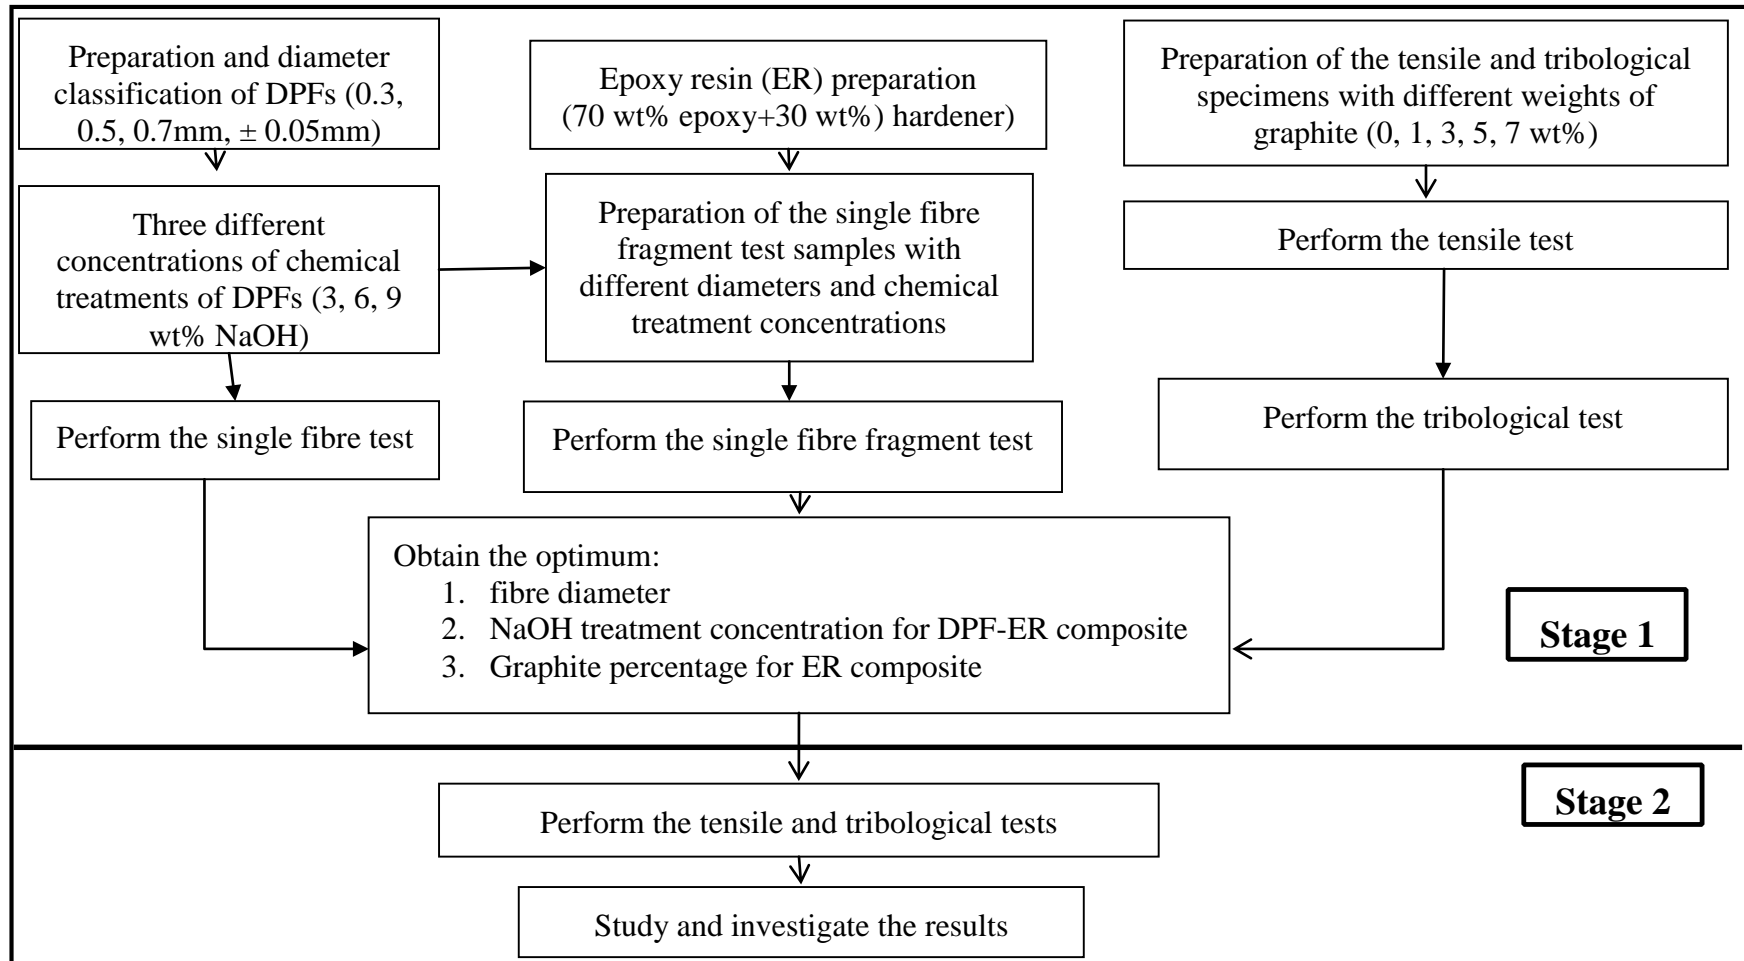 Preparation and diameter
classification of DPFs (0.3,
0.5, 0.7mm, ± 0.05mm)
Epoxy resin (ER) preparation
(70 wt% epoxy+30 wt%) hardener)
Preparation of the tensile and tribological
specimens with different weights of
graphite (0, 1, 3, 5, 7 wt%)
Three different
concentrations of chemical
treatments of DPFs (3, 6, 9
wt% NaOH)
Preparation of the single fibre
fragment test samples with
different diameters and chemical
treatment concentrations
Perform the tensile test
Perform the single fibre test
Perform the single fibre fragment test
Perform the tribological test
Obtain the optimum:
1. fibre diameter
2. NaOH treatment concentration for DPF-ER composite
3. Graphite percentage for ER composite
Stage 1
Stage 2
Perform the tensile and tribological tests
Study and investigate the results